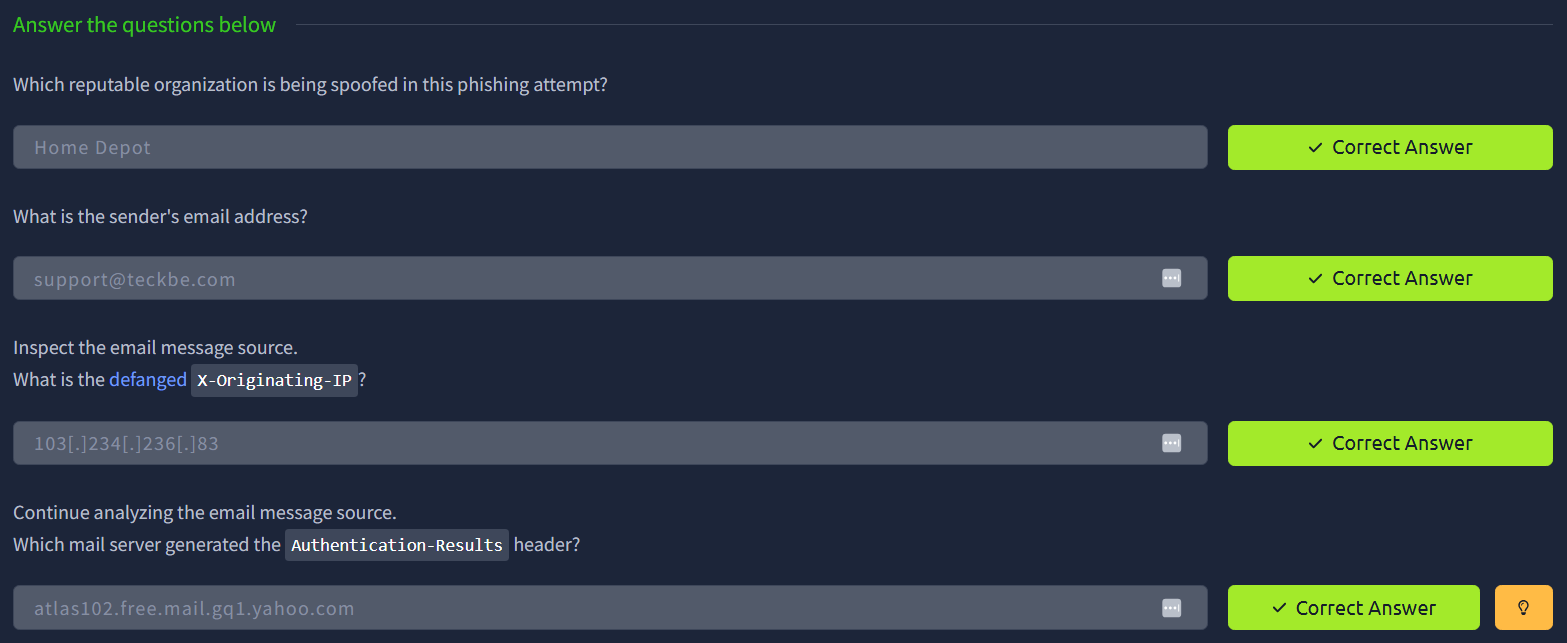 Answer the questions below
Which reputable organization is being spoofed in this phishing attempt?
Home Depot
Correct Answer
What is the sender's email address?
support@teckbe.com
Correct Answer
Inspect the email message source.
What is the defanged X-Originating-IP?
103[.]234[.]236[.]83
Correct Answer
Continue analyzing the email message source.
Which mail server generated the Authentication-Results header?
atlas102.free.mail.gq1.yahoo.com
Correct Answer